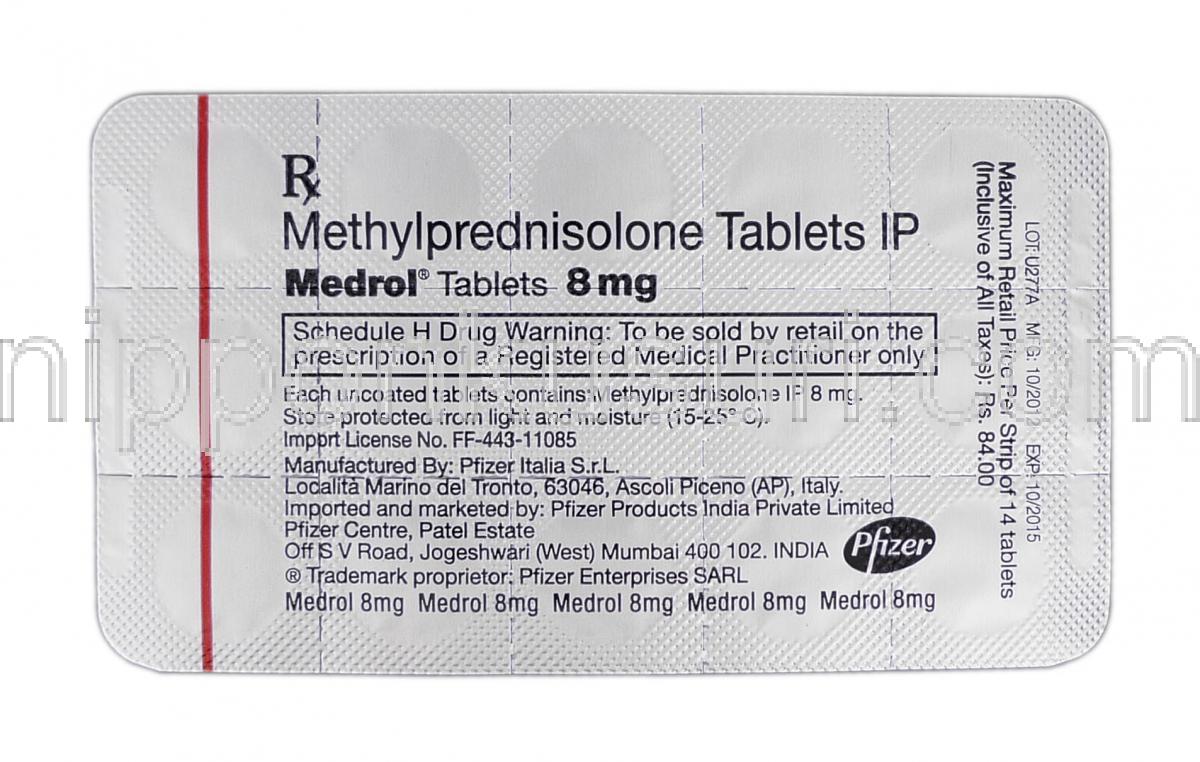 Rx
Methylprednisolone Tablets IP
Medrol® Tablets 8 mg
Schedule H Drug Warning: To be sold by retail on the
prescription of a Registered Medical Practitioner only
Each uncoated tablets contains Methylprednisolone IP 8 mg.
Store protected from light and moisture (15-25° C).
Import License No. FF-443-11085
Manufactured By: Pfizer Italia S.r.L.
Località Marino del Tronto, 63046, Ascoli Piceno (AP), Italy.
Imported and marketed by: Pfizer Products India Private Limited
Pfizer Centre, Patel Estate
Off S V Road, Jogeshwari (West) Mumbai 400 102. INDIA
Pfizer
® Trademark proprietor: Pfizer Enterprises SARL
Medrol 8mg Medrol 8mg Medrol 8mg Medrol 8mg Medrol 8mg
LOT: U277A MFG: 10/2012 EXP: 10/2015
Maximum Retail Price Per Strip of 14 tablets
(Inclusive of All Taxes): Rs. 84.00